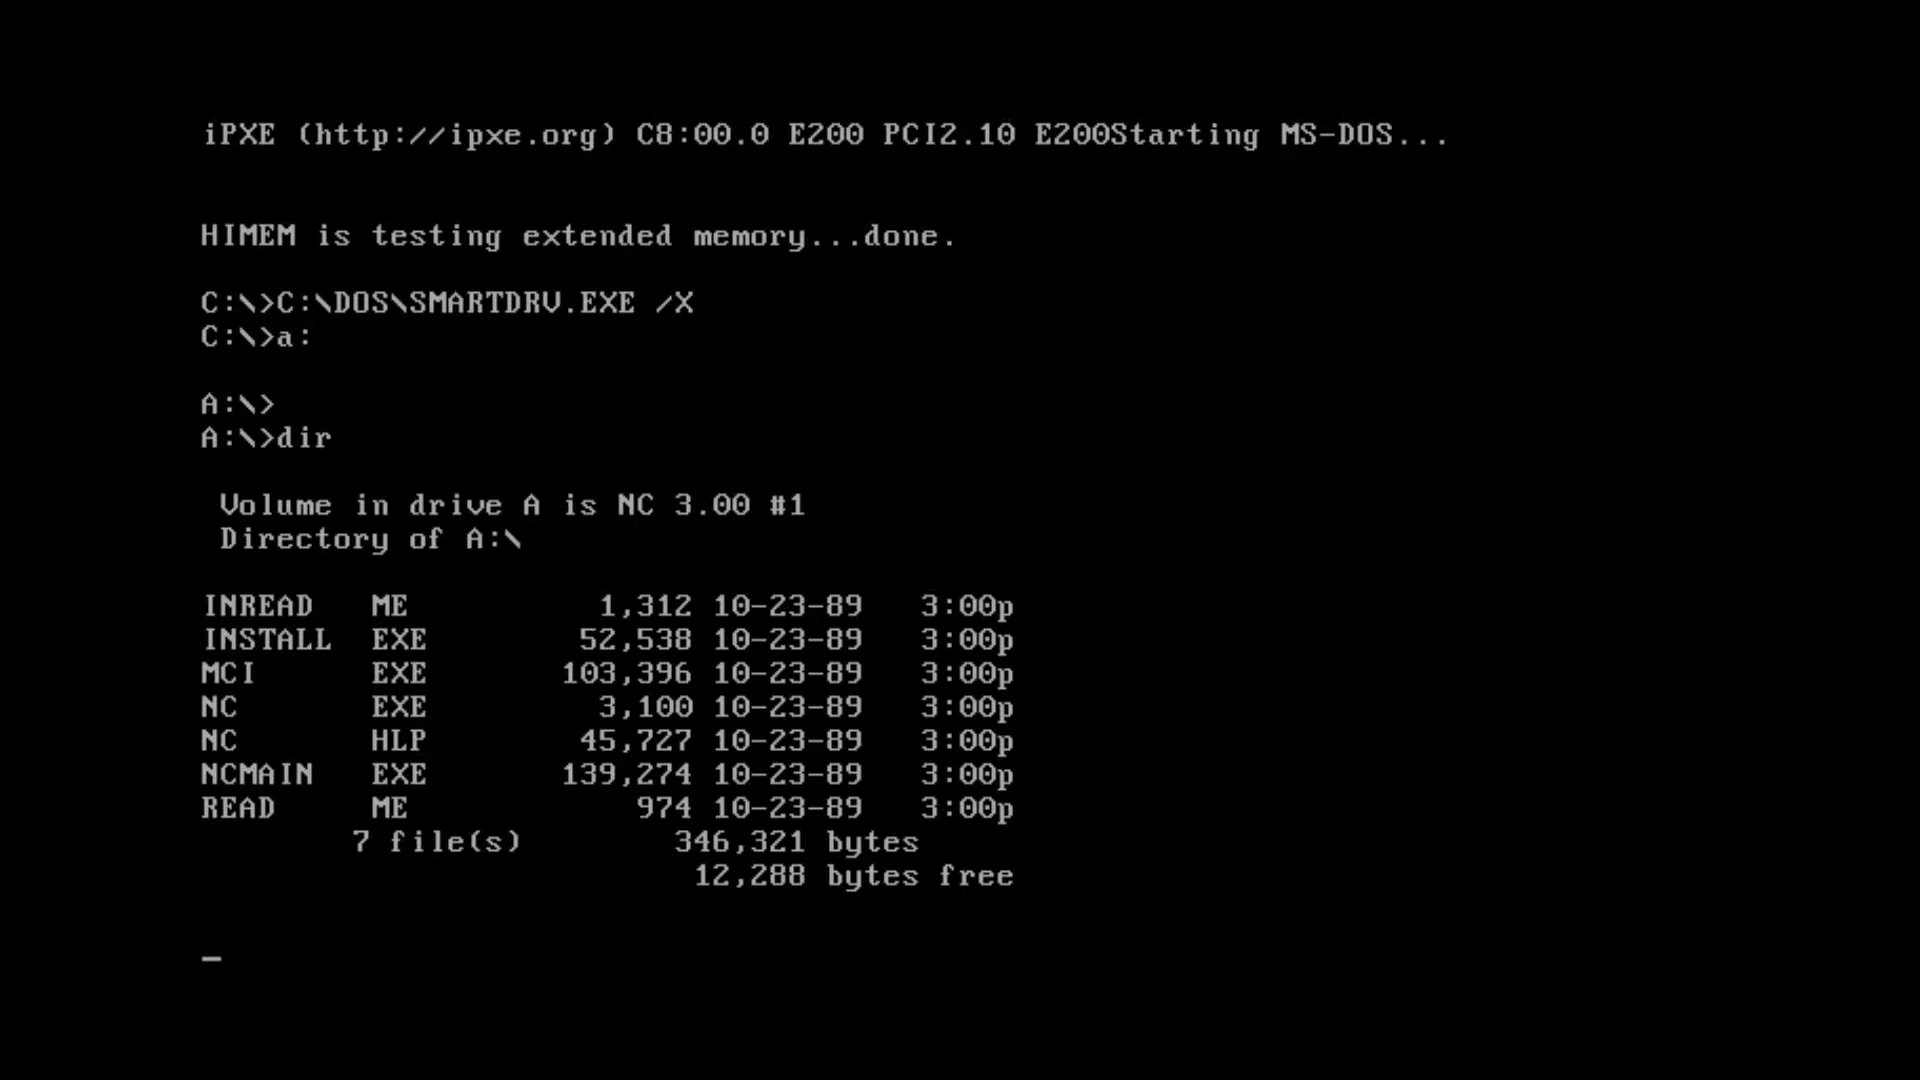 iPXE (http://ipxe.org) C8:00.0 E200 PCI2.10 E200Starting MS-DOS...
HIMEM is testing extended memory...done.
C:\>C:\DOS\SMARTDRV.EXE /X
C:\>a:
A:\>
A:\>dir
Volume in drive A is NC 3.00 #1
Directory of A:\
INREAD   ME          1,312 10-23-89   3:00p
INSTALL  EXE        52,538 10-23-89   3:00p
MCI      EXE       103,396 10-23-89   3:00p
NC       EXE         3,100 10-23-89   3:00p
NC       HLP        45,727 10-23-89   3:00p
NCMAIN   EXE       139,274 10-23-89   3:00p
READ     ME            974 10-23-89   3:00p
7 file(s)        346,321 bytes
12,288 bytes free
_